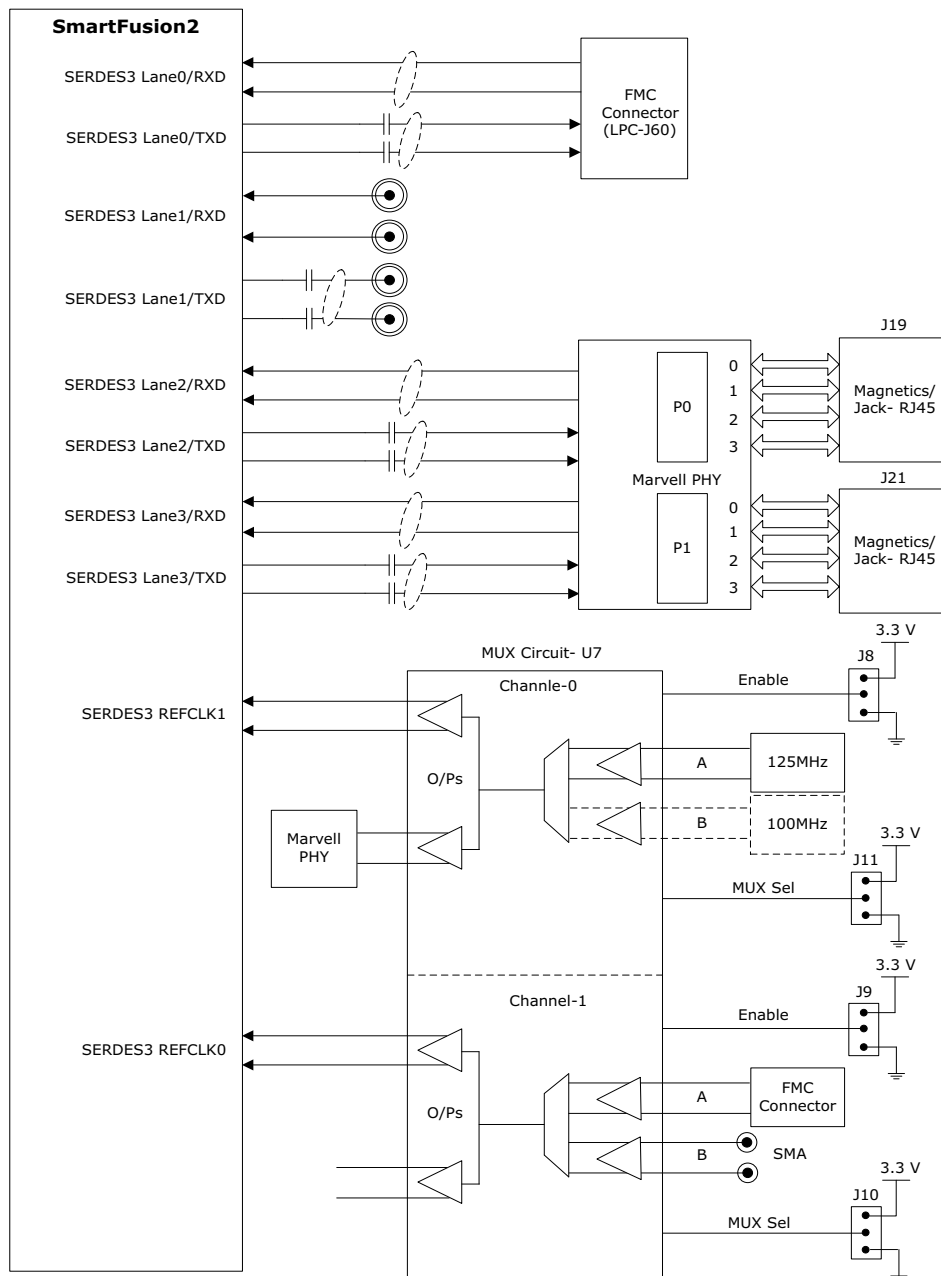 SmartFusion2
SERDES3 Lane0/RXD
SERDES3 Lane0/TXD
FMC
Connector
(LPC-J60)
SERDES3 Lane1/RXD
SERDES3 Lane1/TXD
SERDES3 Lane2/RXD
SERDES3 Lane2/TXD
SERDES3 Lane3/RXD
SERDES3 Lane3/TXD
P0
0
1
2
3
Marvell PHY
P1
0
1
2
3
J19
Magnetics/
Jack- RJ45
J21
Magnetics/
Jack- RJ45
MUX Circuit- U7
Channle-0
SERDES3 REFCLK1
O/Ps
Marvell
PHY
A
125MHz
B
100MHz
Enable
J8
3.3 V
MUX Sel
J11
3.3 V
Channel-1
SERDES3 REFCLK0
O/Ps
Enable
J9
3.3 V
A
FMC
Connector
B
SMA
MUX Sel
J10
3.3 V